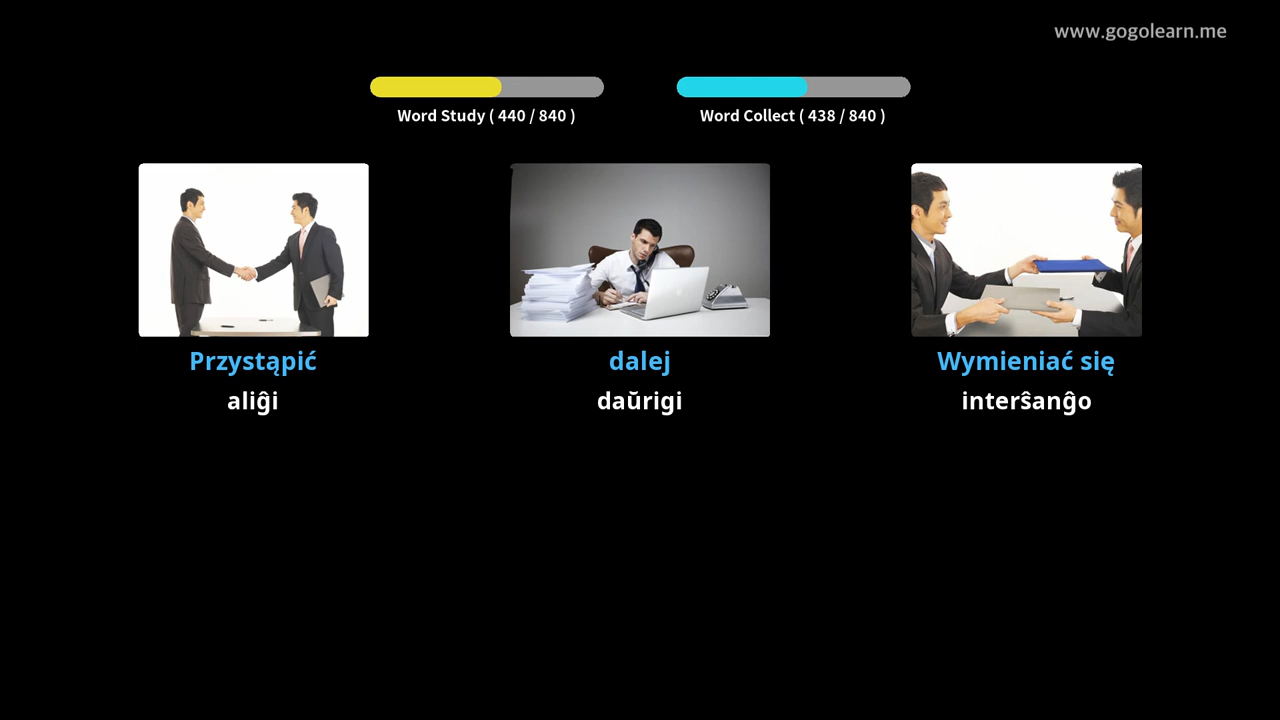 www.gogolearn.me
Word Study ( 440 / 840 )
Word Collect ( 438 / 840 )
Przystąpić
dalej
Wymieniać się
aliĝi
daŭrigi
interŝanĝo